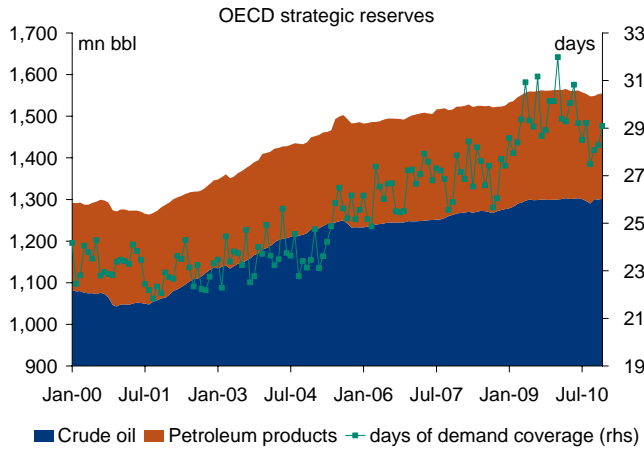 OECD strategic reserves
mn bbl days
1,700 33
1,600 31
1,500 29
1,400 27
1,300 25
1,200 23
1,100
1,000 21
900 19
Jan-00 Jul-01 Jan-03 Jul-04 Jan-06 Jul-07 Jan-09 Jul-10
Crude oil Petroleum products days of demand coverage (rhs)